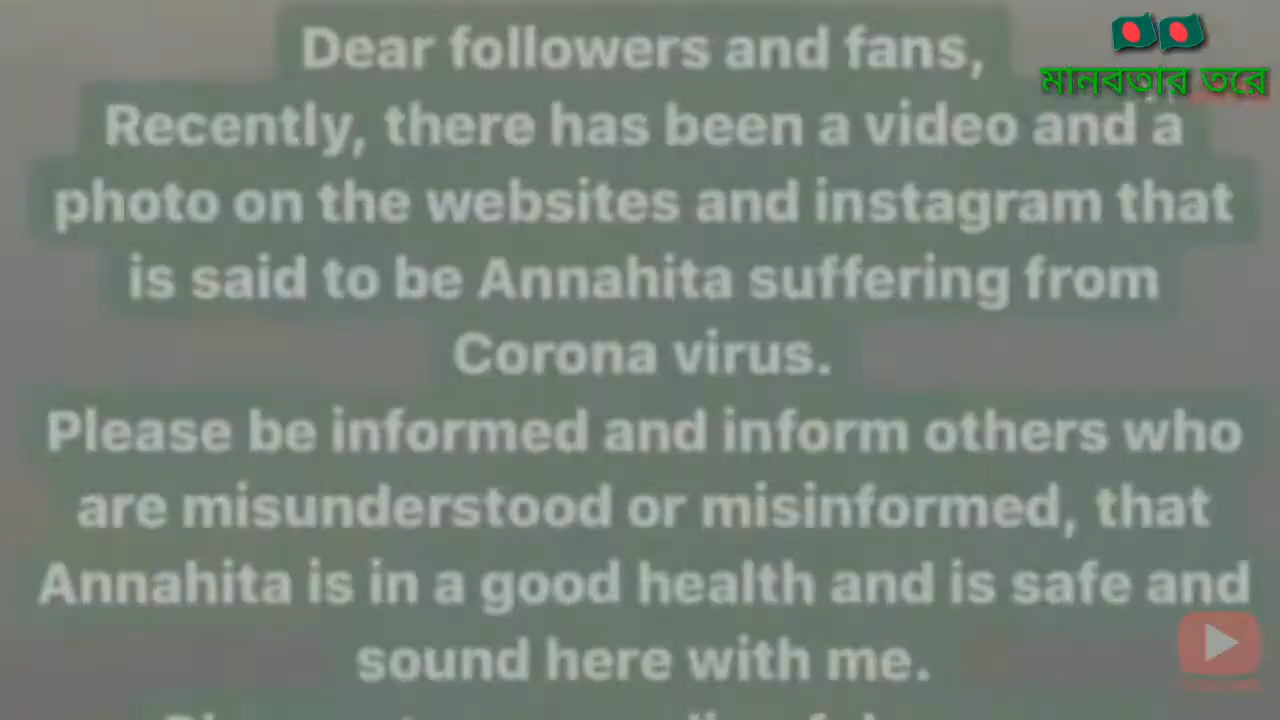 Dear followers and fans,
মানবতার তরে
Recently, there has been a video and a
photo on the websites and instagram that
is said to be Annahita suffering from
Corona virus.
Please be informed and inform others who
are misunderstood or misinformed, that
Annahita is in a good health and is safe and
sound here with me.